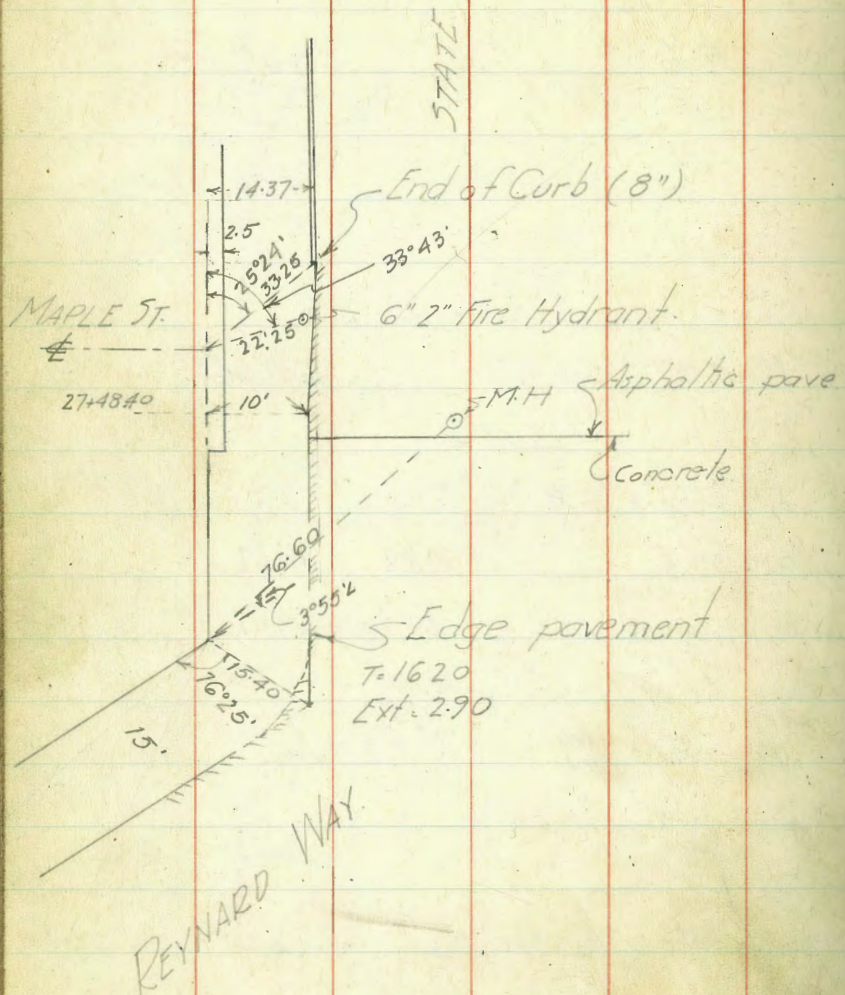 STATE
14.37
End of Curb (8")
2.5
25°24'
33.25
33°43'
MAPLE ST.
6" 2" Fire Hydrant.
22.25
℄
27+48.40
10'
M.H
Asphaltic pave
Concrete
76.60
3°55'
Edge pavement
15.40
T= 16 20
76°25'
Ext. = 2.90
15'
REYNARD WAY